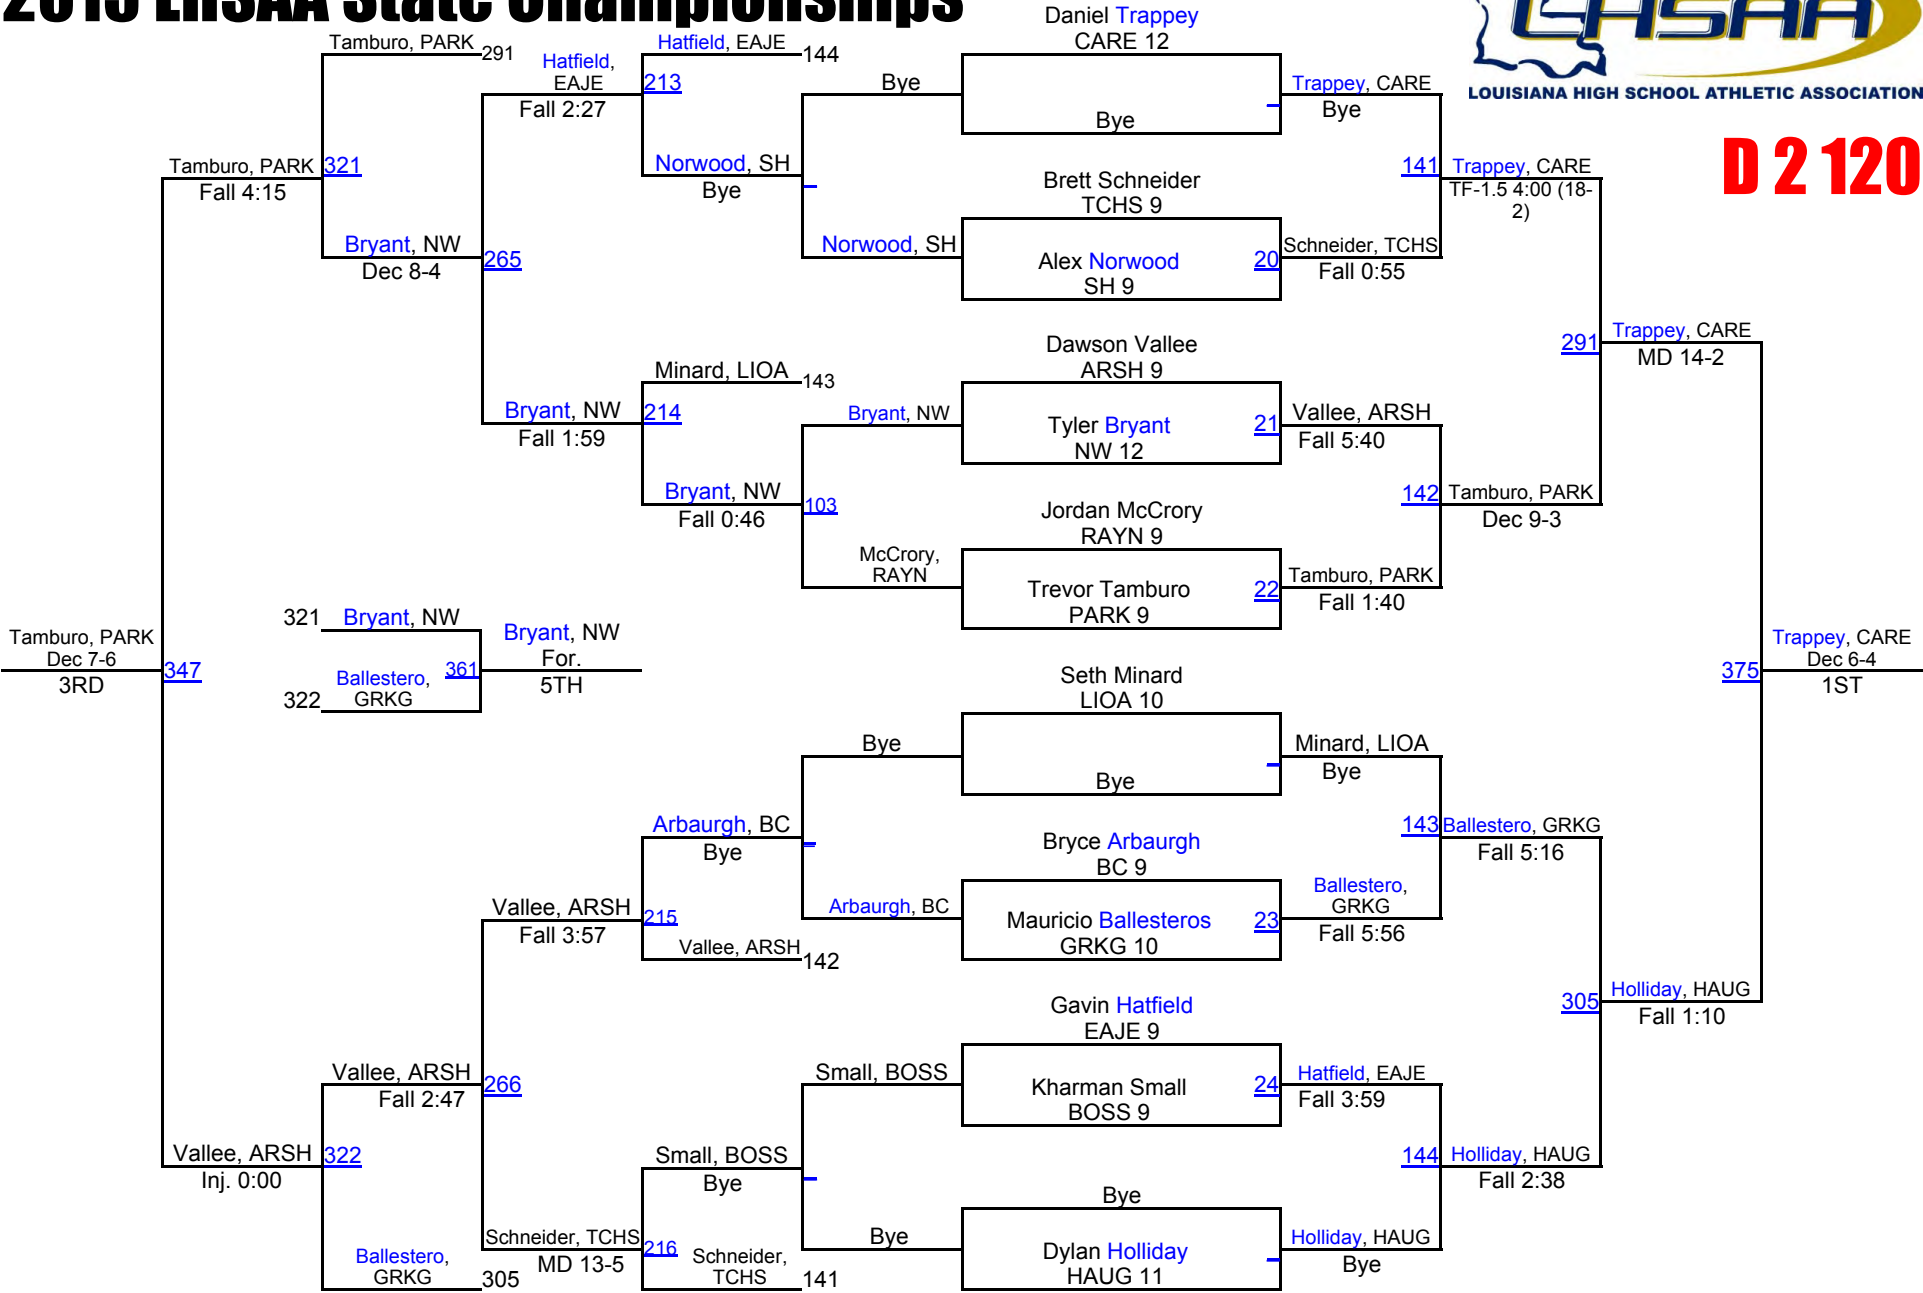 2015 LHSAA State Championships
LHSAA
LOUISIANA HIGH SCHOOL ATHLETIC ASSOCIATION
D 2 120
Daniel Trappey
CARE 12
Bye
Brett Schneider
TCHS 9
Alex Norwood
SH 9
20
Dawson Vallee
ARSH 9
Tyler Bryant
NW 12
21
Jordan McCrory
RAYN 9
Trevor Tamburo
PARK 9
22
Seth Minard
LIOA 10
Bye
Bryce Arbaurgh
BC 9
Mauricio Ballesteros
GRKG 10
23
Gavin Hatfield
EAJE 9
Kharman Small
BOSS 9
24
Bye
Dylan Holliday
HAUG 11
Trappey, CARE
Bye
141
Schneider, TCHS
Fall 0:55
Vallee, ARSH
Fall 5:40
142
Tamburo, PARK
Fall 1:40
Minard, LIOA
Bye
143
Ballestero,
GRKG
Fall 5:56
Hatfield, EAJE
Fall 3:59
144
Holliday, HAUG
Bye
Trappey, CARE
TF-1.5 4:00 (18-
2)
291
Tamburo, PARK
Dec 9-3
Ballestero, GRKG
Fall 5:16
305
Holliday, HAUG
Fall 2:38
Trappey, CARE
MD 14-2
375
Holliday, HAUG
Fall 1:10
Trappey, CARE
Dec 6-4
1ST
Bye
Norwood, SH
Bryant, NW
103
McCrory,
RAYN
Bye
Arbaurgh, BC
Small, BOSS
Bye
Hatfield, EAJE
144
213
Norwood, SH
Bye
Minard, LIOA
143
214
Bryant, NW
Fall 0:46
Arbaurgh, BC
Bye
215
Vallee, ARSH
142
Small, BOSS
Bye
216
Schneider,
TCHS
141
Hatfield,
EAJE
Fall 2:27
265
Bryant, NW
Fall 1:59
Vallee, ARSH
Fall 3:57
266
Schneider, TCHS
MD 13-5
Tamburo, PARK
291
321
Bryant, NW
Dec 8-4
321
Bryant, NW
361
Ballestero,
GRKG
322
Bryant, NW
For.
5TH
Vallee, ARSH
Fall 2:47
322
Ballestero,
GRKG
305
Tamburo, PARK
Fall 4:15
347
Vallee, ARSH
Inj. 0:00
Tamburo, PARK
Dec 7-6
3RD